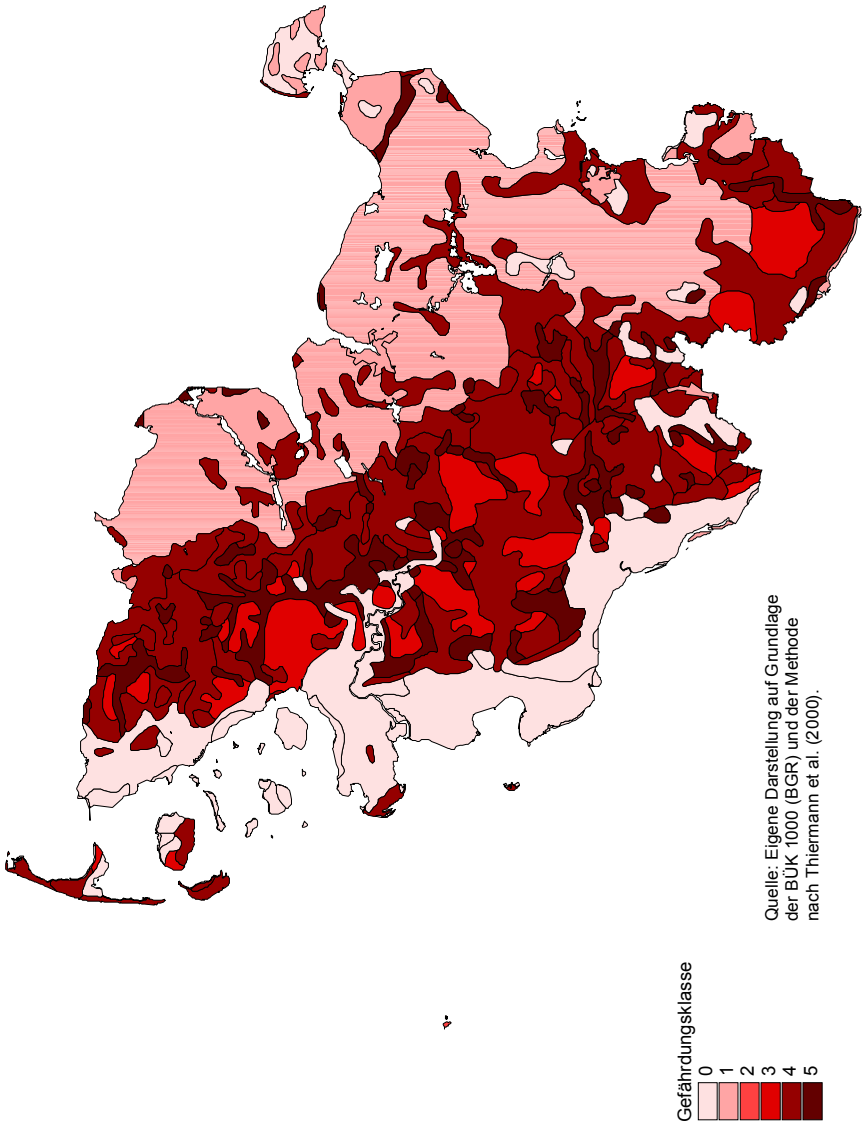 Gefährdungsklasse
0
1
2
3
4
5
Quelle: Eigene Darstellung auf Grundlage
der BÜK 1000 (BGR) und der Methode
nach Thiermann et al. (2000).